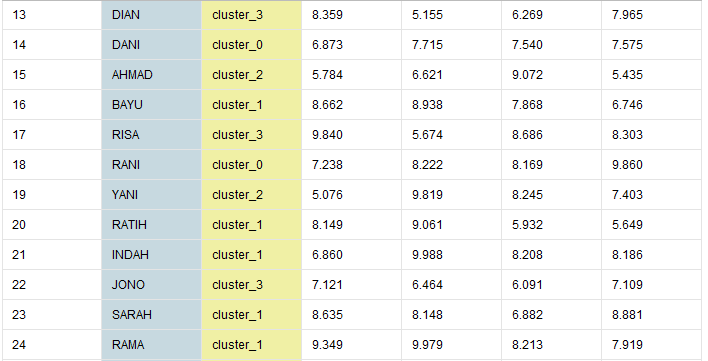 13 DIAN cluster_3 8.359 5.155 6.269 7.965
14 DANI cluster_0 6.873 7.715 7.540 7.575
15 AHMAD cluster_2 5.784 6.621 9.072 5.435
16 BAYU cluster_1 8.662 8.938 7.868 6.746
17 RISA cluster_3 9.840 5.674 8.686 8.303
18 RANI cluster_0 7.238 8.222 8.169 9.860
19 YANI cluster_2 5.076 9.819 8.245 7.403
20 RATIH cluster_1 8.149 9.061 5.932 5.649
21 INDAH cluster_1 6.860 9.988 8.208 8.186
22 JONO cluster_3 7.121 6.464 6.091 7.109
23 SARAH cluster_1 8.635 8.148 6.882 8.881
24 RAMA cluster_1 9.349 9.979 8.213 7.919